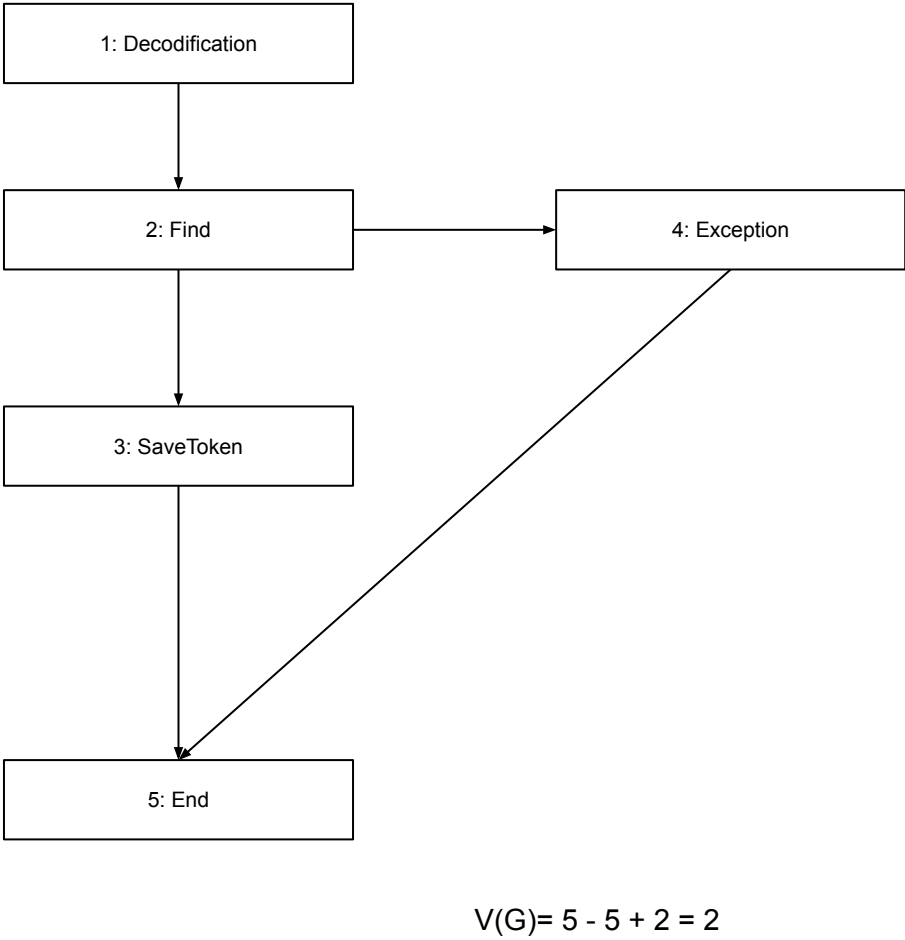 1: Decodification
2: Find
4: Exception
3: SaveToken
5: End
V(G)= 5 - 5 + 2 = 2